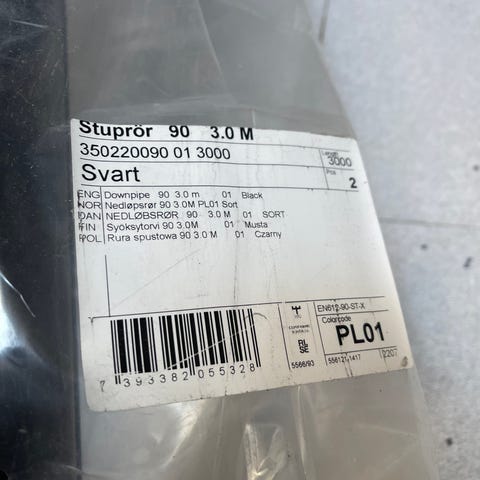 Stuprör 90 3.0 M
350220090 01 3000
Svart
Length
3000
Pcs
2
ENG Downpipe 90 3.0 m 01 Black
NOR Nedløpsrør 90 3.0M PL01 Sort
DAN NEDLØBSRØR 90 3.0 M 01 SORT
FIN Syöksytorvi 90 3.0M 01 Musta
POL Rura spustowa 90 3.0 M 01 Czarny
EN612-90-ST-X
Colorcode
PL01
5566/93
556121-1417
2207
7 393382 055328